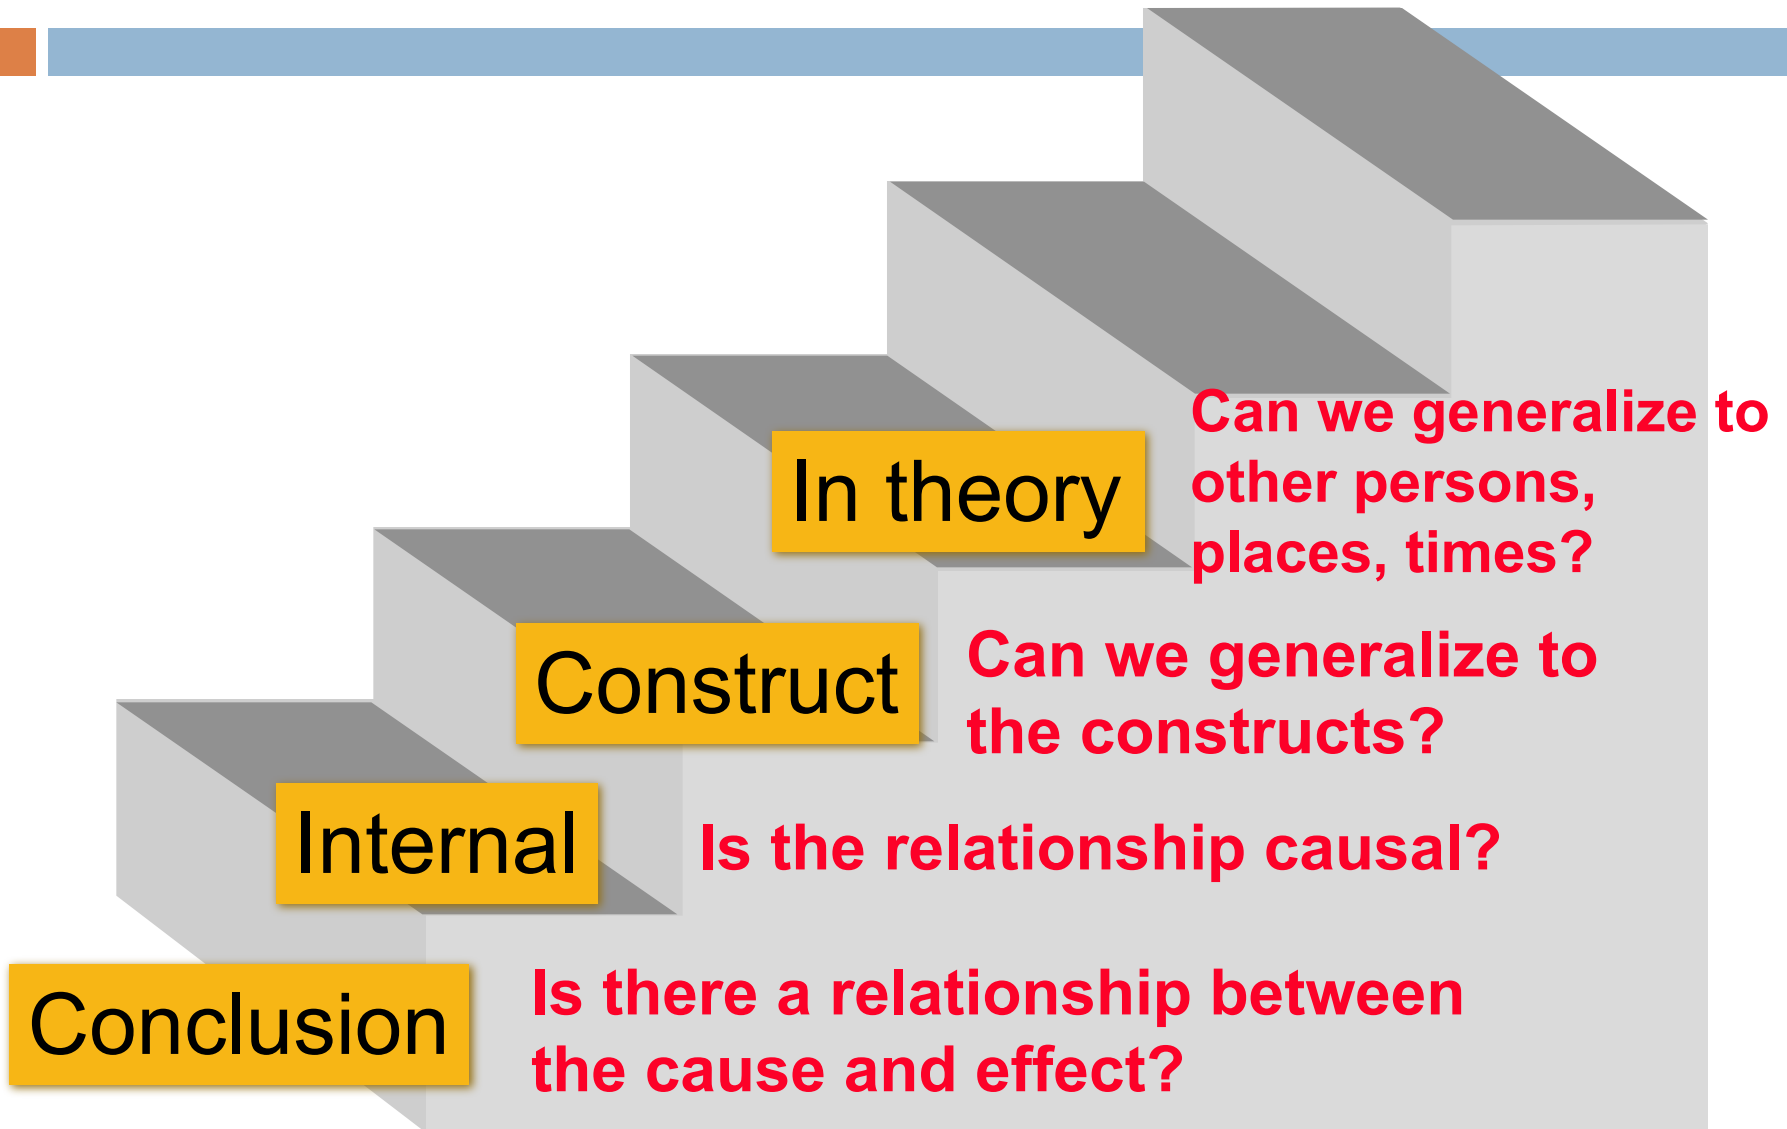 In theory
Can we generalize to
other persons,
places, times?
Construct
Can we generalize to
the constructs?
Internal
Is the relationship causal?
Conclusion
Is there a relationship between
the cause and effect?